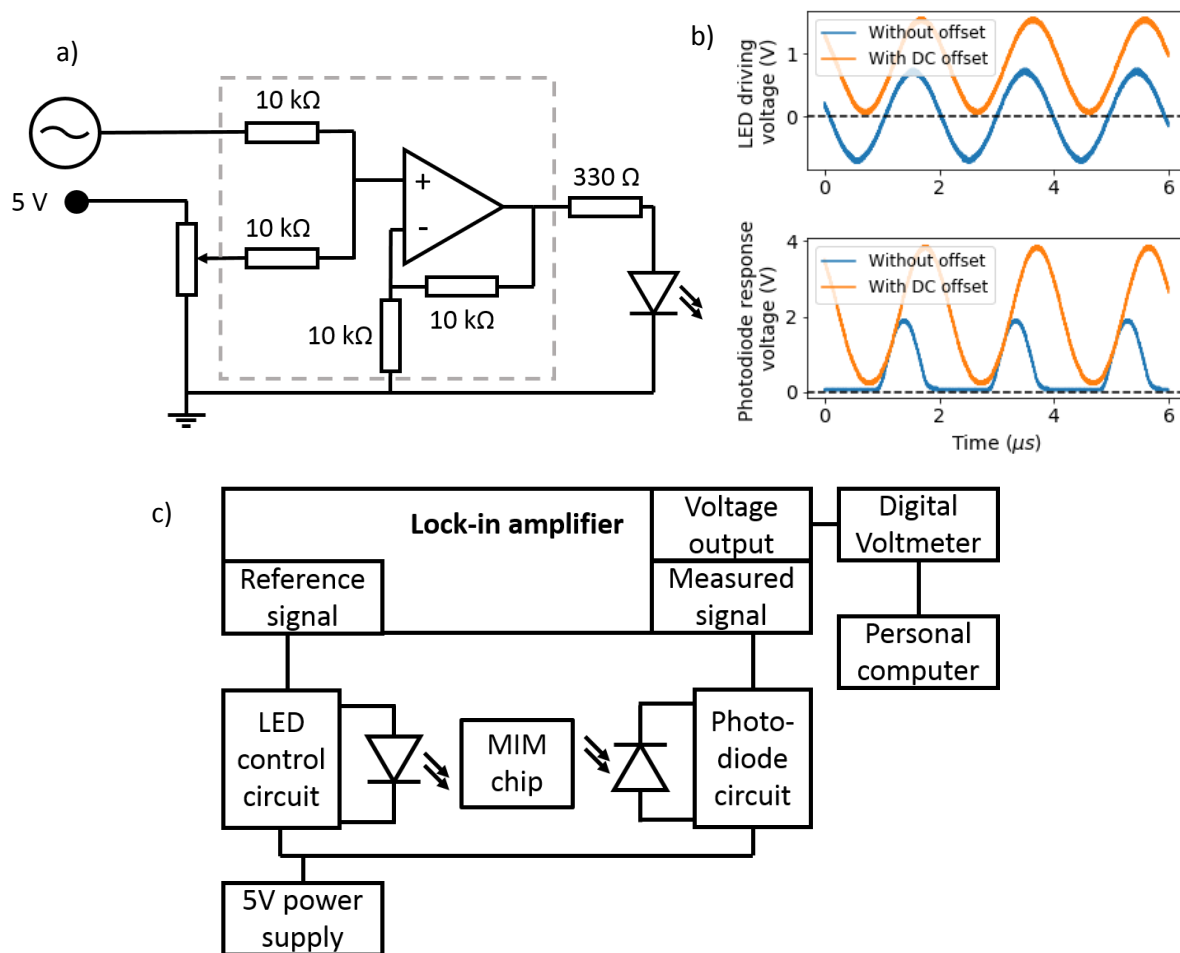 a)
10 kΩ
5 V
10 kΩ
+
-
10 kΩ
10 kΩ
330 Ω
b)
LED driving
voltage (V)
1
0
Without offset
With DC offset
0
2
4
6
Photodiode response
voltage (V)
4
2
0
Without offset
With DC offset
0
2
4
6
Time (μs)
c)
Lock-in amplifier
Voltage
output
Digital
Voltmeter
Reference
signal
Measured
signal
Personal
computer
LED
control
circuit
MIM
chip
Photo-
diode
circuit
5V power
supply